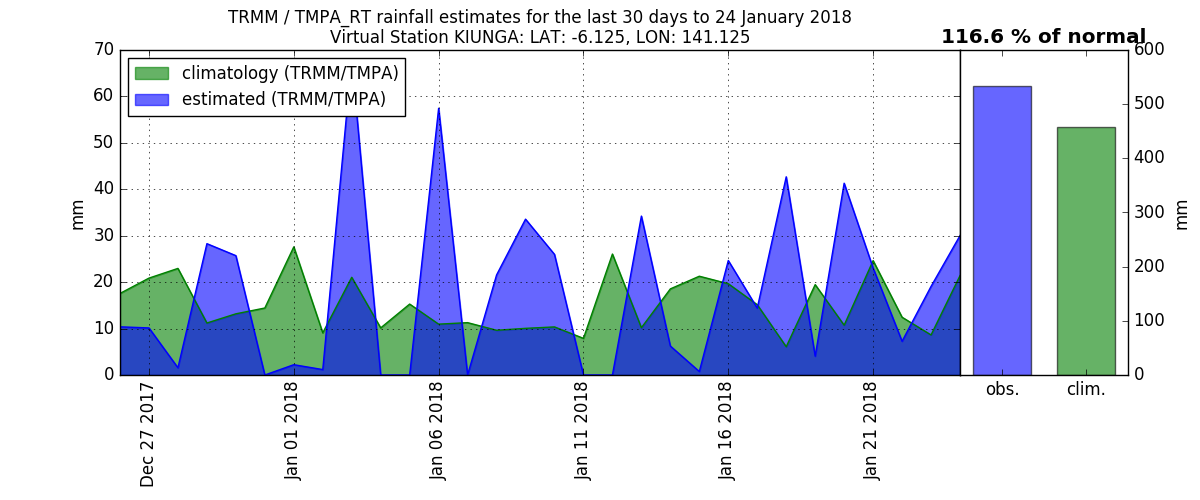 TRMM / TMPA_RT rainfall estimates for the last 30 days to 24 January 2018
Virtual Station KIUNGA: LAT: -6.125, LON: 141.125
116.6 % of normal
climatology (TRMM/TMPA)
estimated (TRMM/TMPA)
70
60
50
40
30
20
10
0
mm
Dec 27 2017
Jan 01 2018
Jan 06 2018
Jan 11 2018
Jan 16 2018
Jan 21 2018
600
500
400
300
200
100
0
mm
obs.
clim.